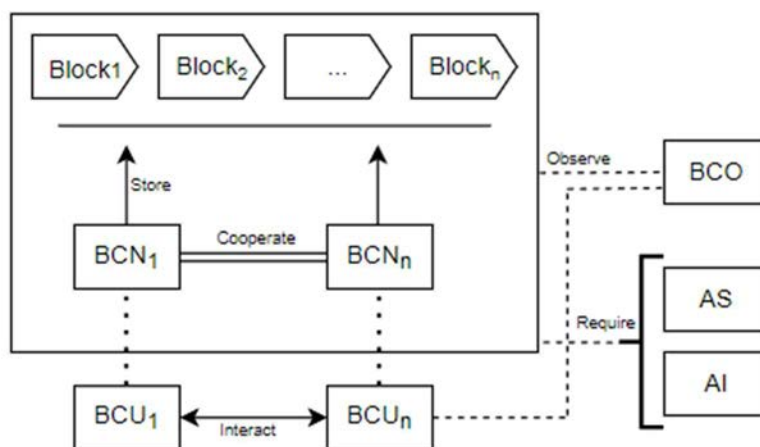 Block₁ Block₂ ... Blockₙ
Observe
BCO
Store
Cooperate
BCN₁ BCNₙ
AS
Require
AI
BCU₁ BCUₙ
Interact